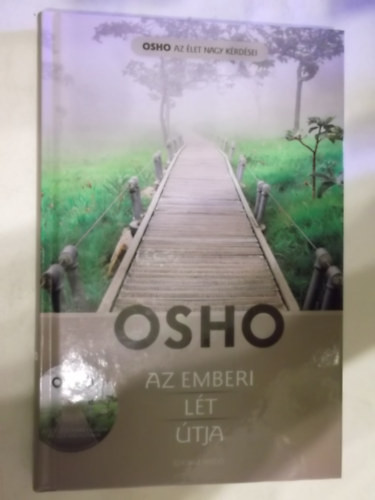 OSHO AZ ÉLET NAGY KÉRDÉSEI
OSHO
AZ EMBERI
LÉT
ÚTJA